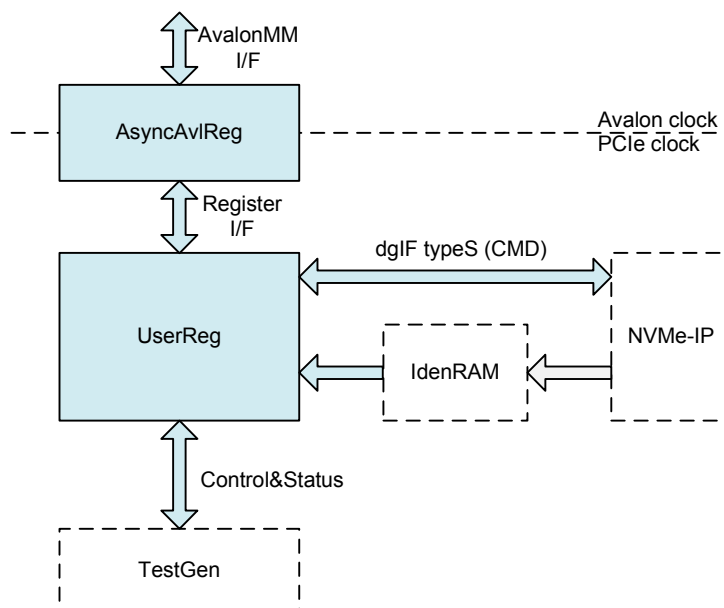 AvalonMM
I/F
AsyncAvlReg
Avalon clock
PCIe clock
Register
I/F
dgIF typeS (CMD)
UserReg
IdenRAM
NVMe-IP
Control&Status
TestGen